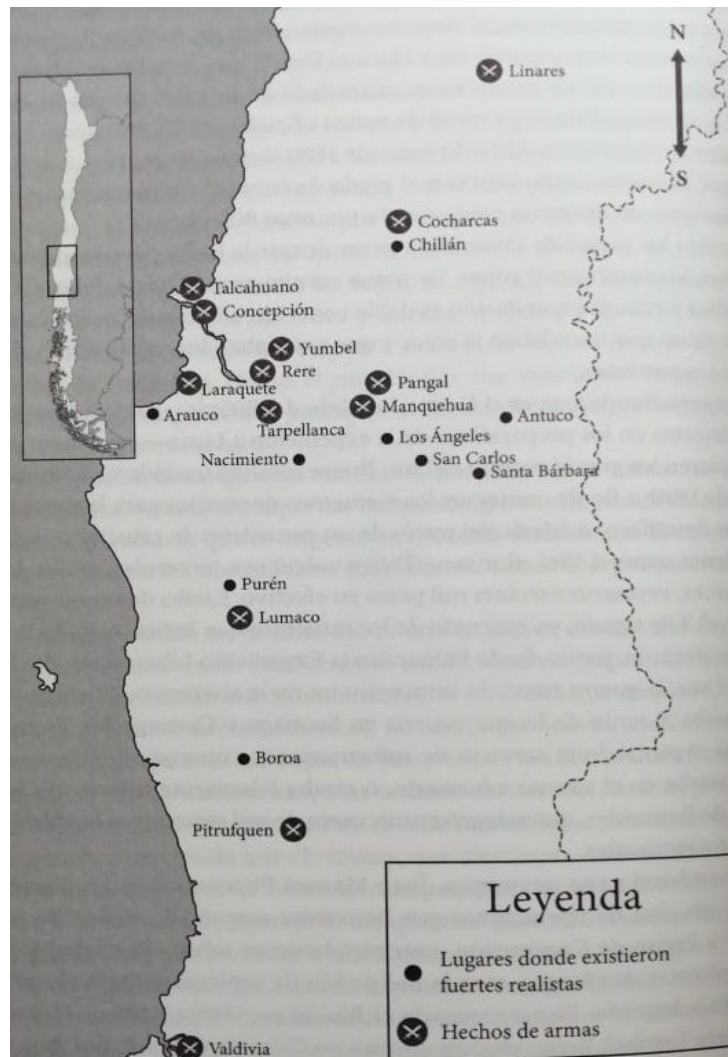 N
Linares
S
Cocharcas
Chillán
Talcahuano
Concepción
Yumbel
Rere
Laraquete
Pangal
Manquehua
Arauco
Tarpellanca
Antuco
Los Ángeles
Nacimiento
San Carlos
Santa Bárbara
Purén
Lumaco
Boroa
Pitrufquen
Leyenda
Lugares donde existieron
fuertes realistas
Hechos de armas
Valdivia